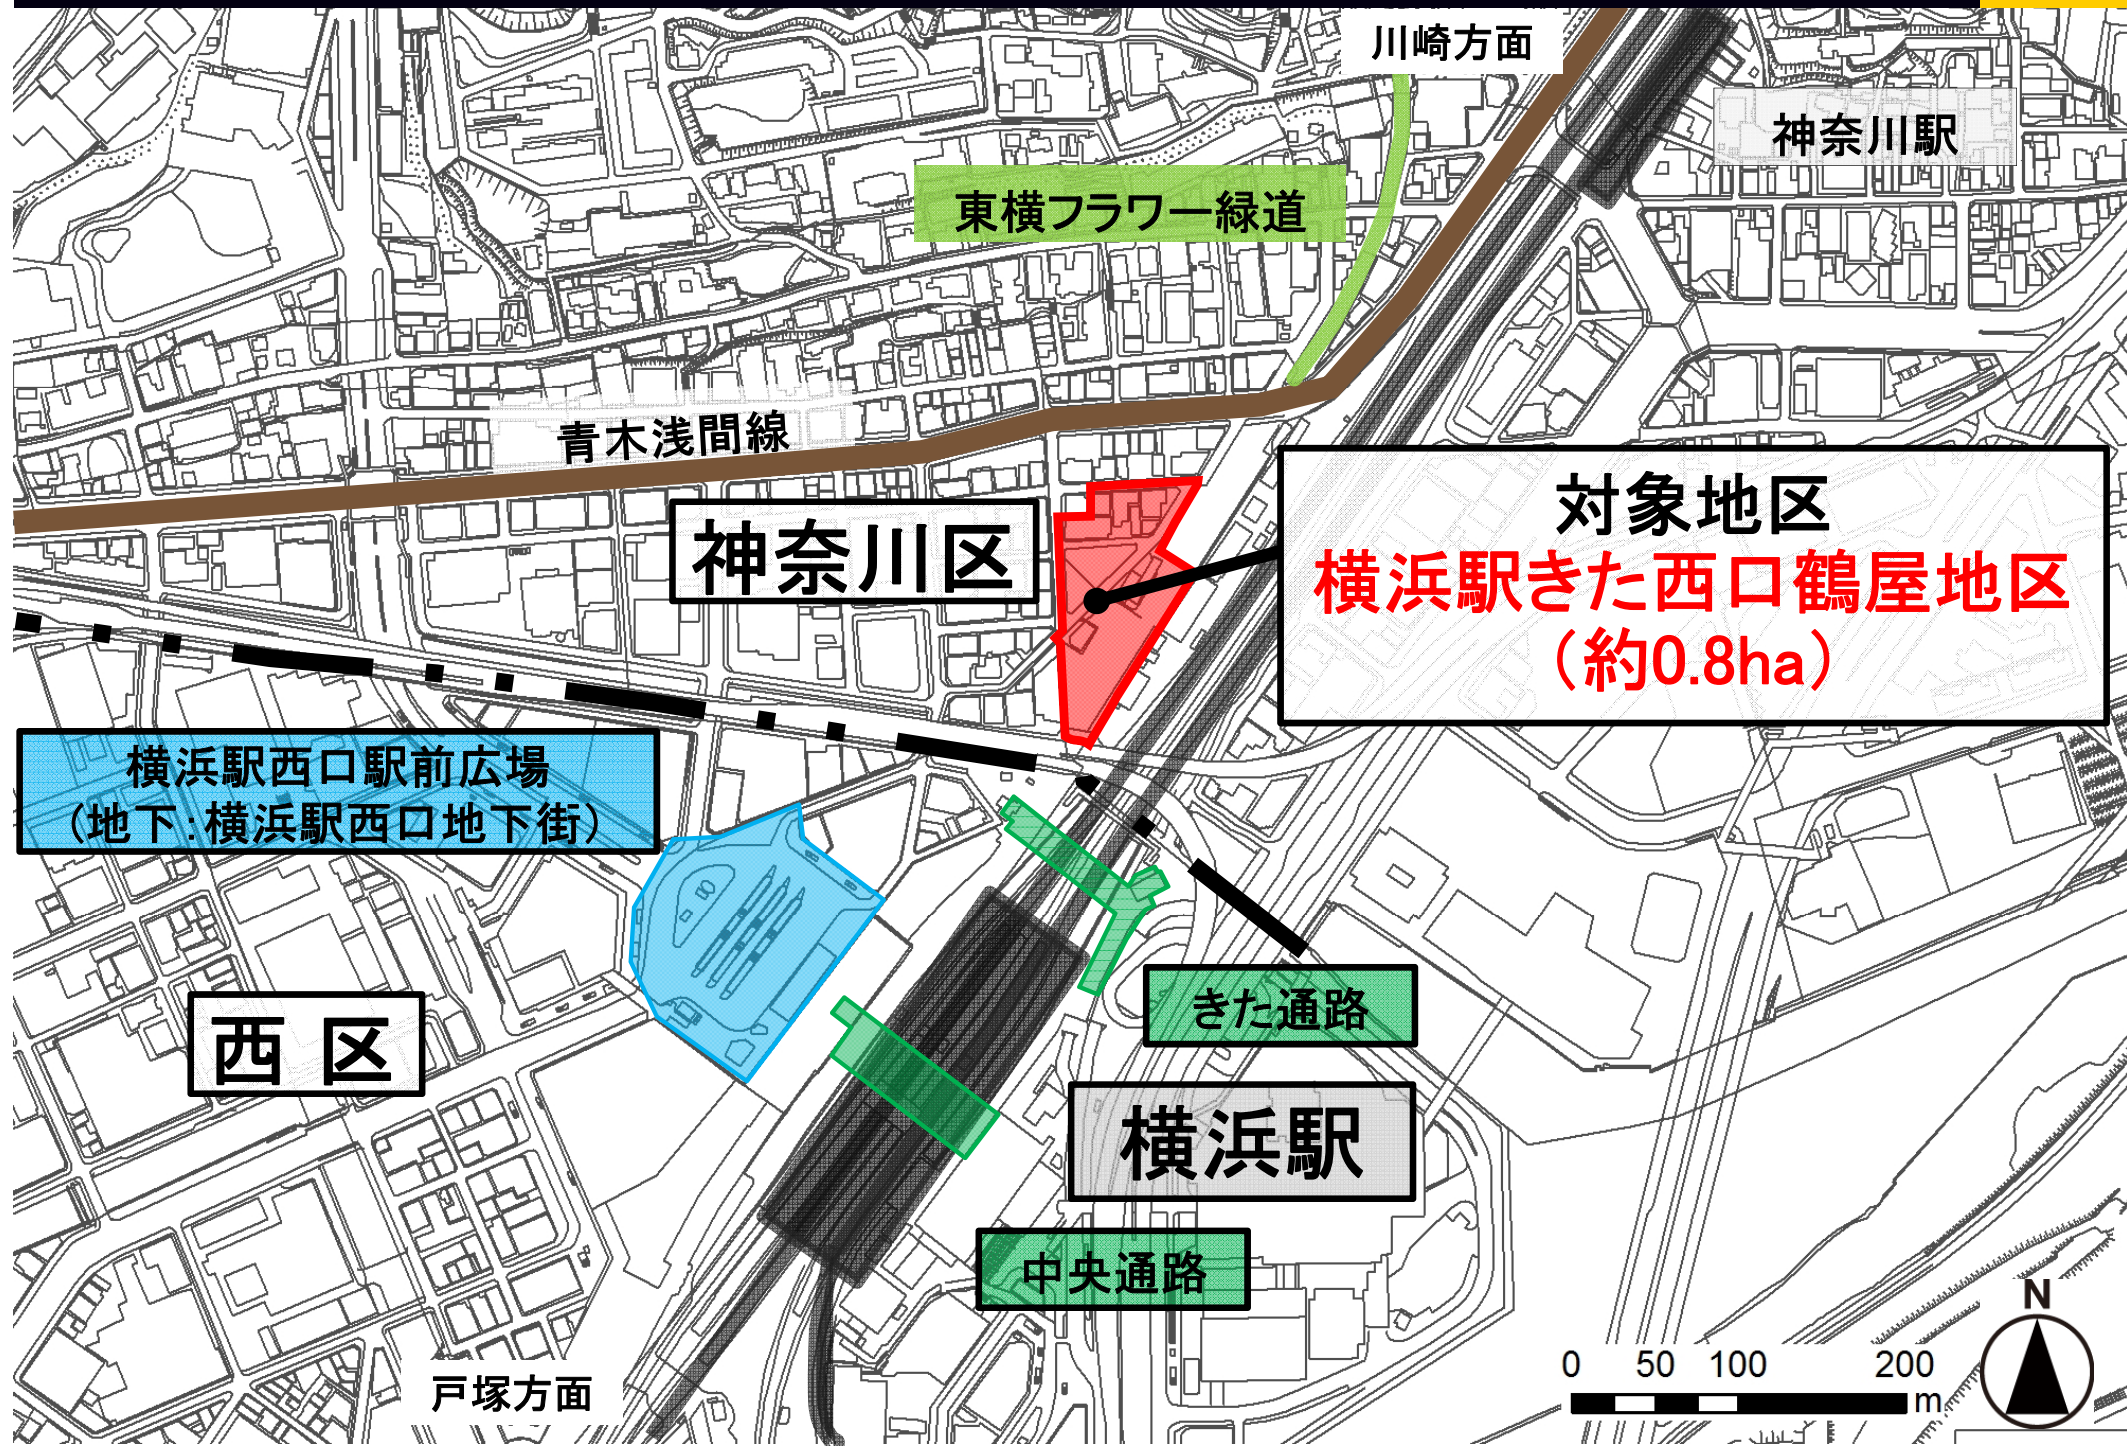 川崎方面
神奈川駅
東横フラワー緑道
青木浅間線
対象地区
横浜駅きた西口鶴屋地区
（約0.8ha）
神奈川区
横浜駅西口駅前広場
（地下：横浜駅西口地下街）
きた通路
西 区
横浜駅
中央通路
戸塚方面
N
0 50 100 200
m